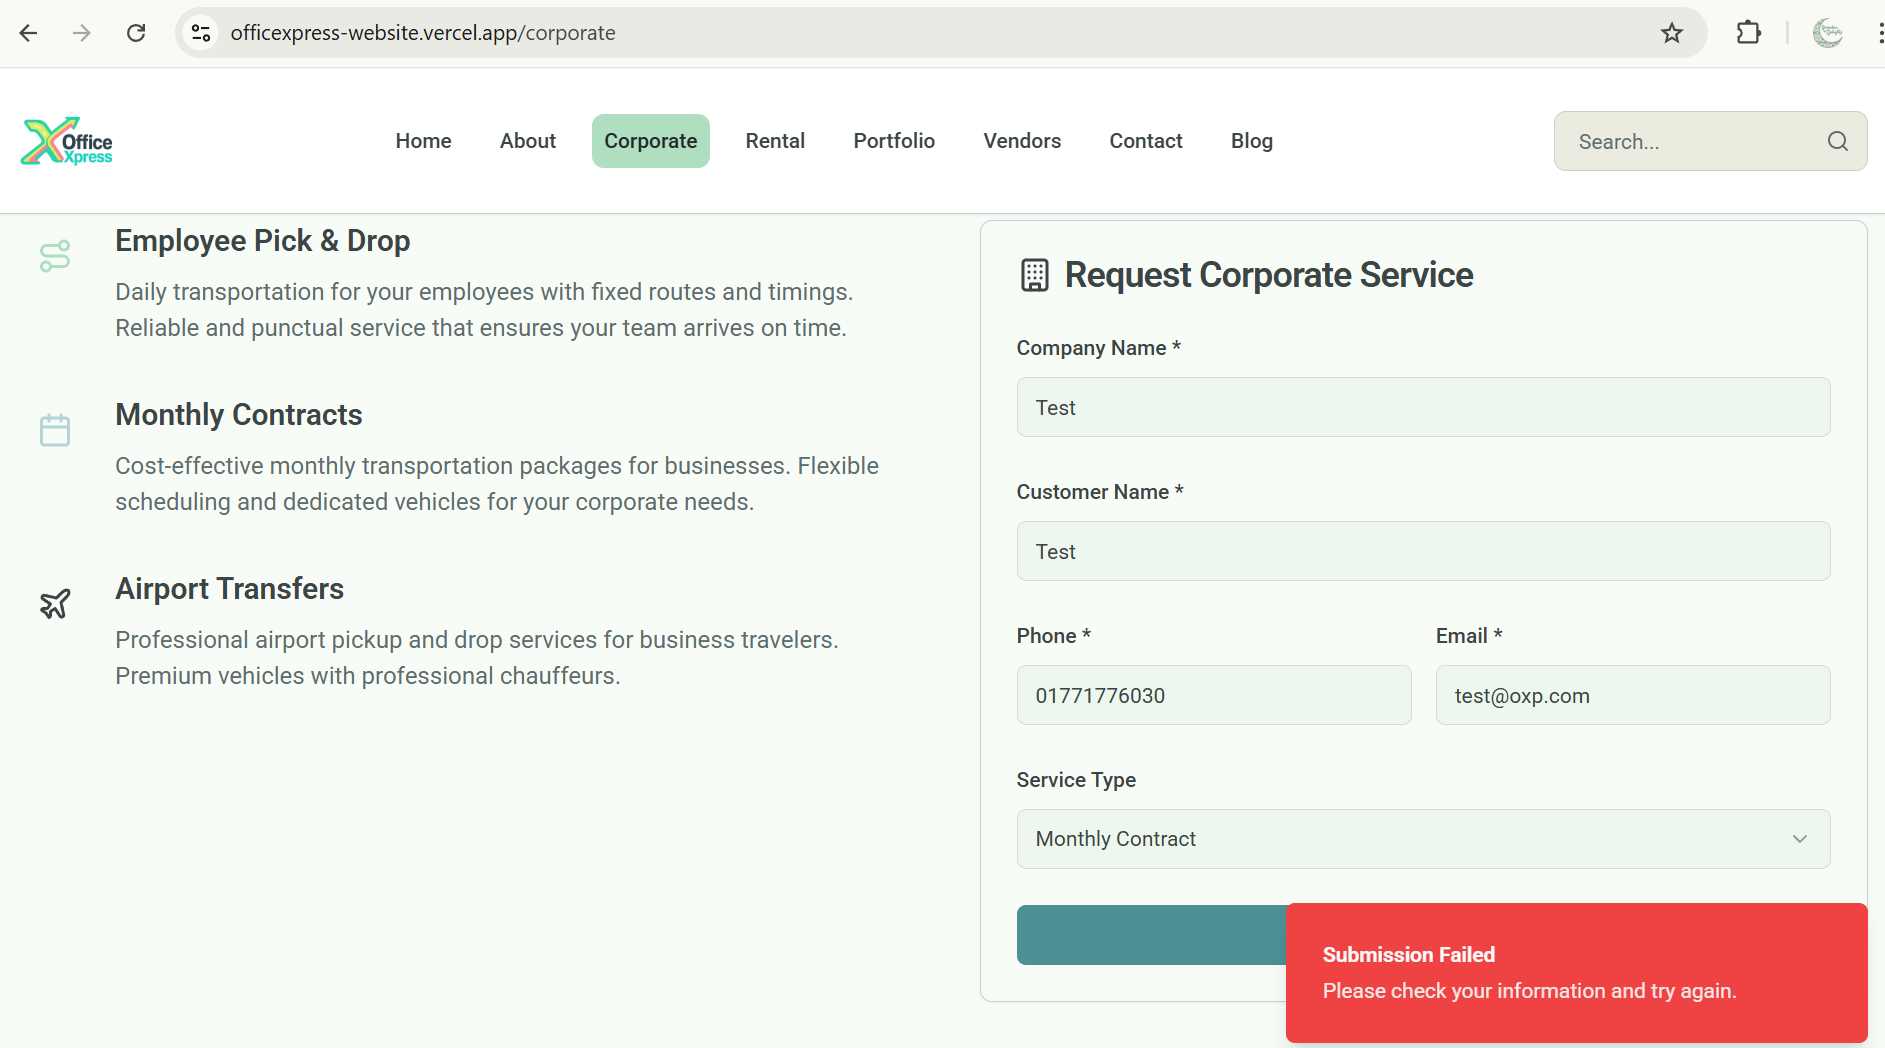 officexpress-website.vercel.app/corporate
Office
Xpress
Home
About
Corporate
Rental
Portfolio
Vendors
Contact
Blog
Search...
Employee Pick & Drop
Daily transportation for your employees with fixed routes and timings.
Reliable and punctual service that ensures your team arrives on time.
Monthly Contracts
Cost-effective monthly transportation packages for businesses. Flexible
scheduling and dedicated vehicles for your corporate needs.
Airport Transfers
Professional airport pickup and drop services for business travelers.
Premium vehicles with professional chauffeurs.
Request Corporate Service
Company Name *
Test
Customer Name *
Test
Phone *
01771776030
Email *
test@oxp.com
Service Type
Monthly Contract
Submission Failed
Please check your information and try again.